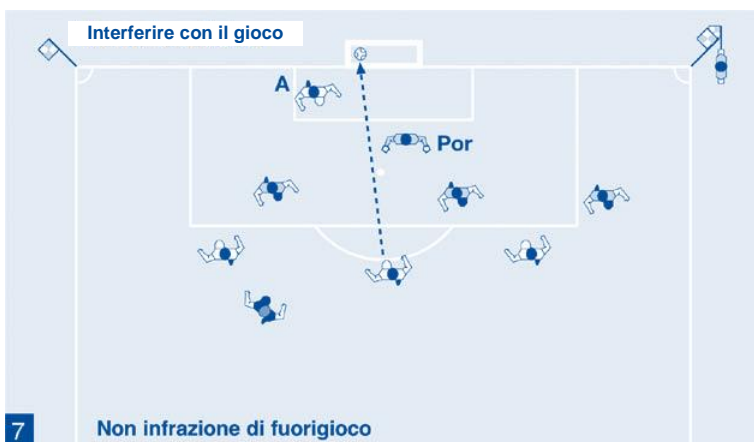 Interferire con il gioco
A
Por
7
Non infrazione di fuorigioco